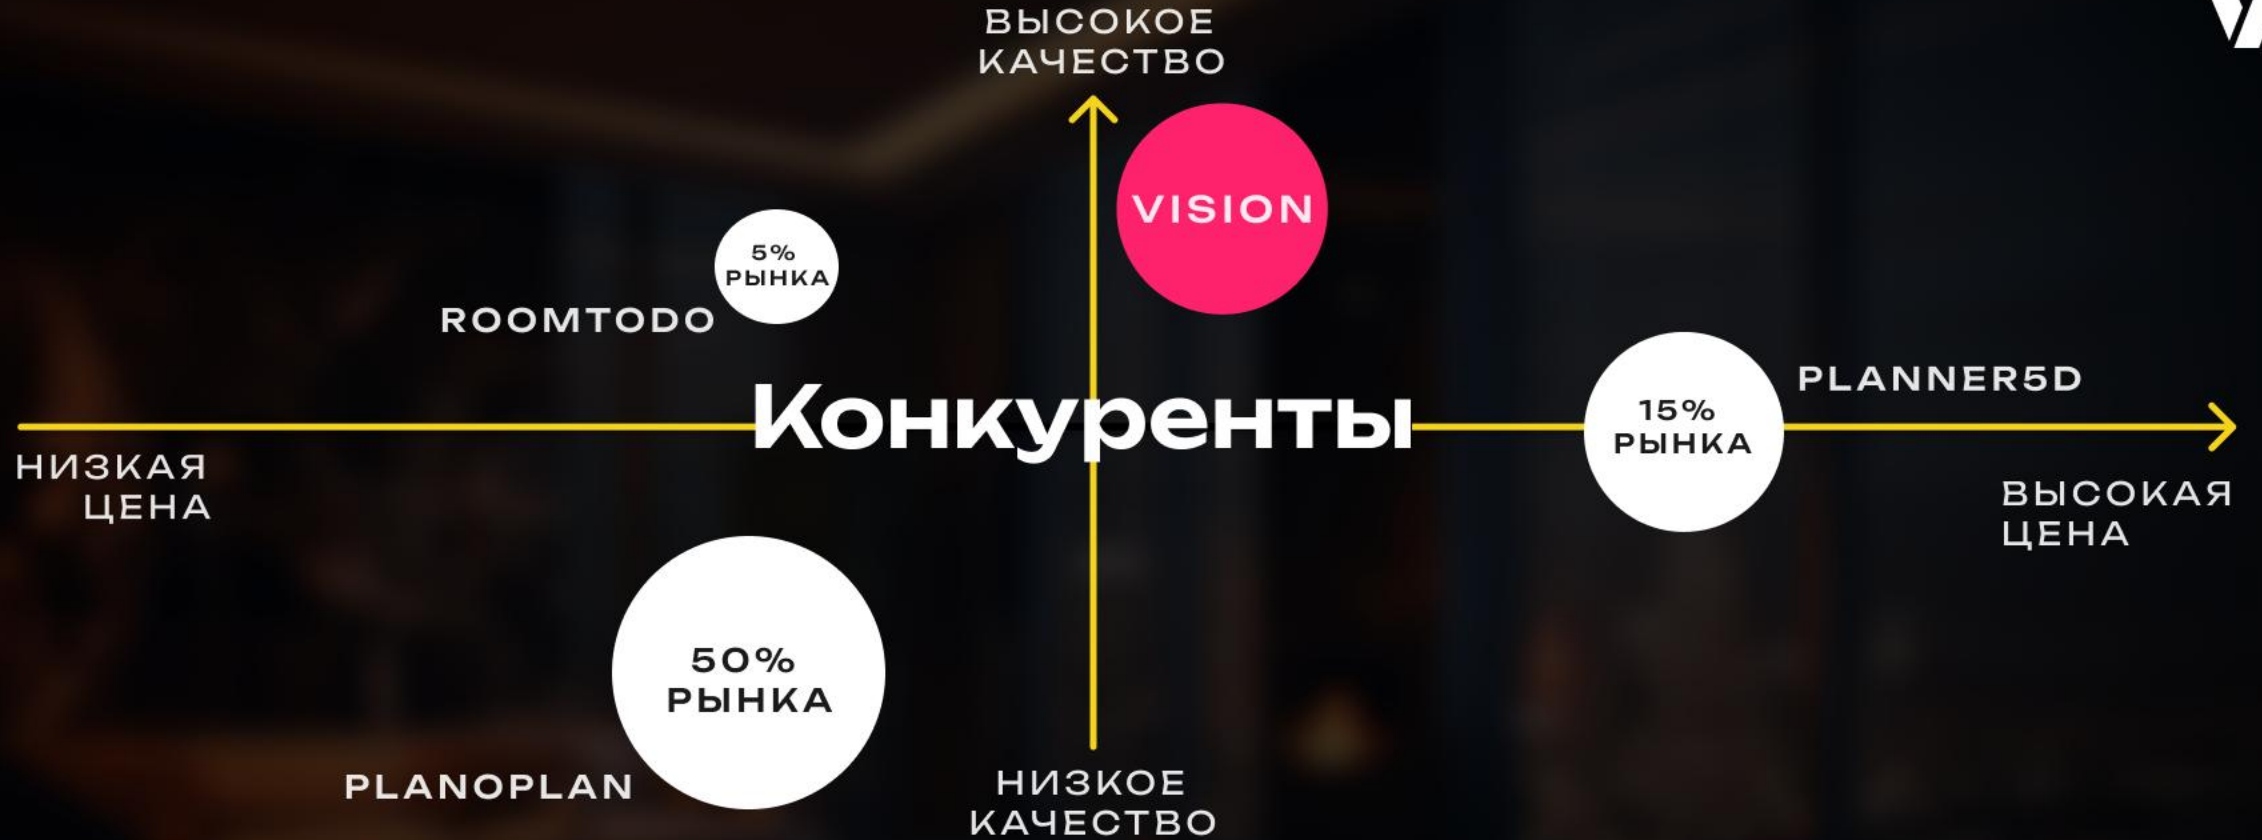 ВЫСОКОЕ
КАЧЕСТВО
VISION
5%
РЫНКА
ROOMTODO
PLANNER5D
Конкуренты
15%
РЫНКА
НИЗКАЯ
ЦЕНА
ВЫСОКАЯ
ЦЕНА
50%
РЫНКА
PLANOPLAN
НИЗКОЕ
КАЧЕСТВО